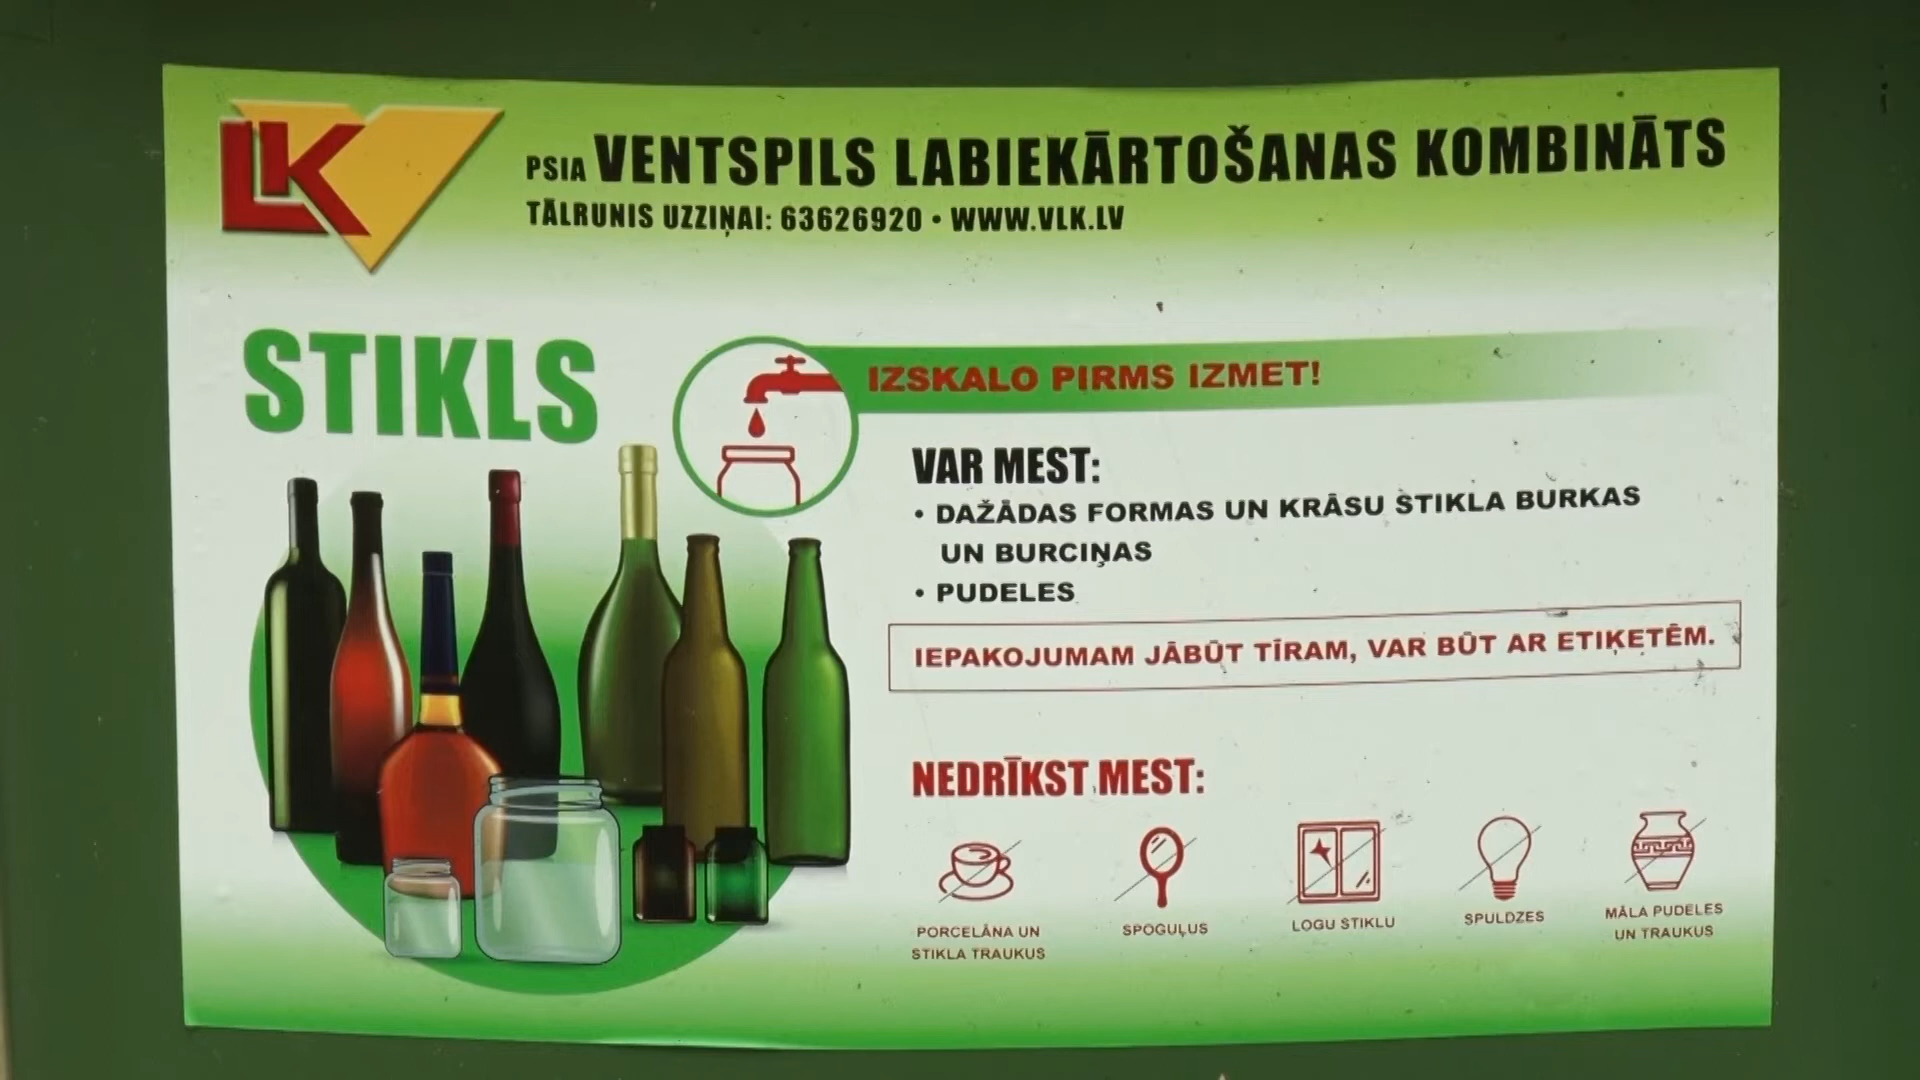 LK
PSIA VENTSPILS LABIEKĀRTOŠANAS KOMBINĀTS
TĀLRUNIS UZZIŅAI: 63626920 • WWW.VLK.LV
STIKLS
IZSKALO PIRMS IZMET!
VAR MEST:
• DAŽĀDAS FORMAS UN KRĀSU STIKLA BURKAS
UN BURCIŅAS
• PUDELES
IEPAKOJUMAM JĀBŪT TĪRAM, VAR BŪT AR ETIĶETĒM.
NEDRĪKST MEST:
PORCELĀNA UN
STIKLA TRAUKUS
SPOGUĻUS
LOGU STIKLU
SPULDZES
MĀLA PUDELES
UN TRAUKUS